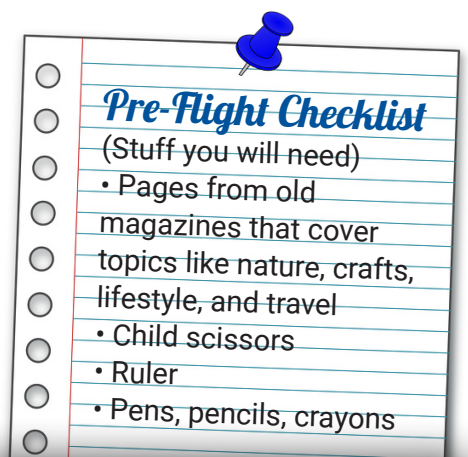 Pre-Flight Checklist
(Stuff you will need)
• Pages from old
magazines that cover
topics like nature, crafts,
lifestyle, and travel
• Child scissors
• Ruler
• Pens, pencils, crayons